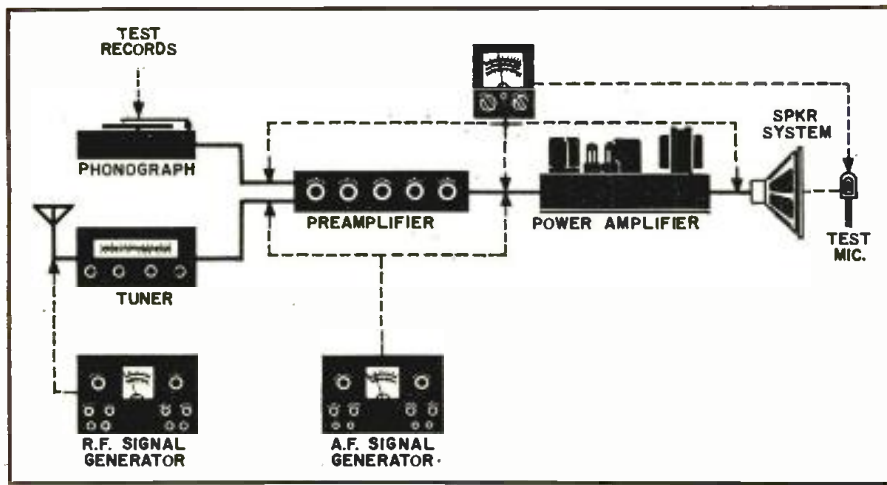 TEST
RECORDS
PHONOGRAPH
TUNER
R.F. SIGNAL
GENERATOR
PREAMPLIFIER
A.F. SIGNAL
GENERATOR.
POWER AMPLIFIER
SPKR
SYSTEM
TEST
MIC.